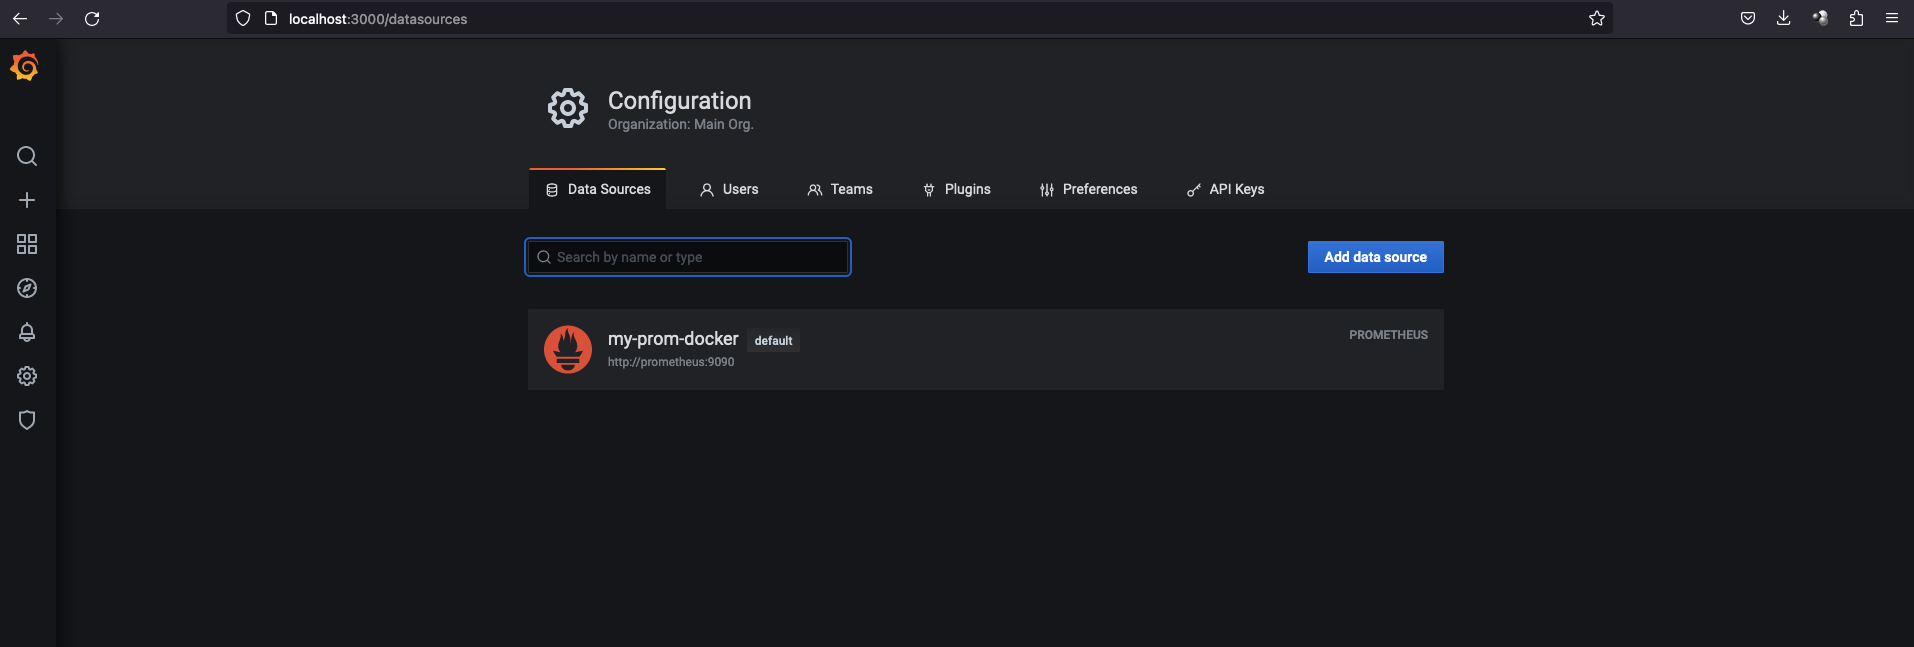 localhost:3000/datasources
Configuration
Organization: Main Org.
Data Sources Users Teams Plugins Preferences API Keys
Search by name or type Add data source
my-prom-docker default PROMETHEUS
http://prometheus:9090